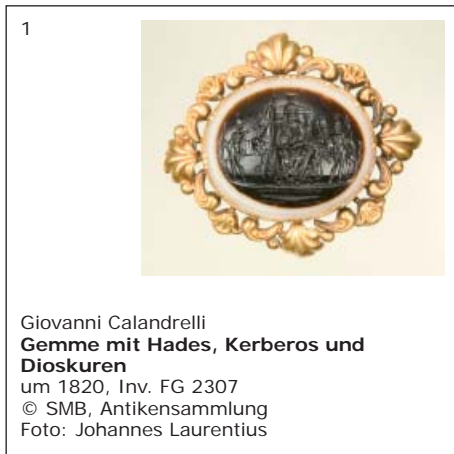 1
Giovanni Calandrelli
Gemme mit Hades, Kerberos und
Dioskuren
um 1820, Inv. FG 2307
© SMB, Antikensammlung
Foto: Johannes Laurentius